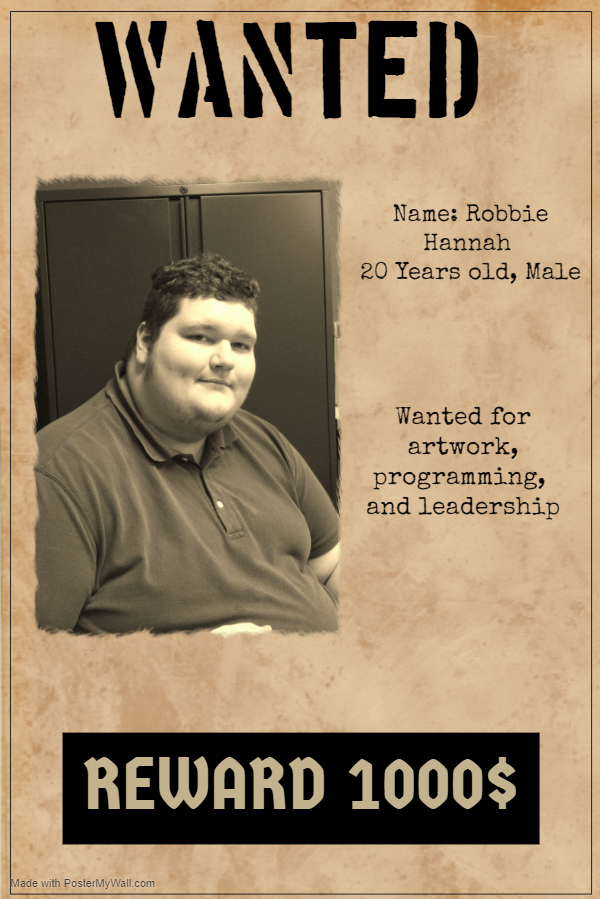 WANTED
Name: Robbie
Hannah
20 Years old, Male
Wanted for
artwork,
programming,
and leadership
REWARD 1000$
Made with PosterMyWall.com